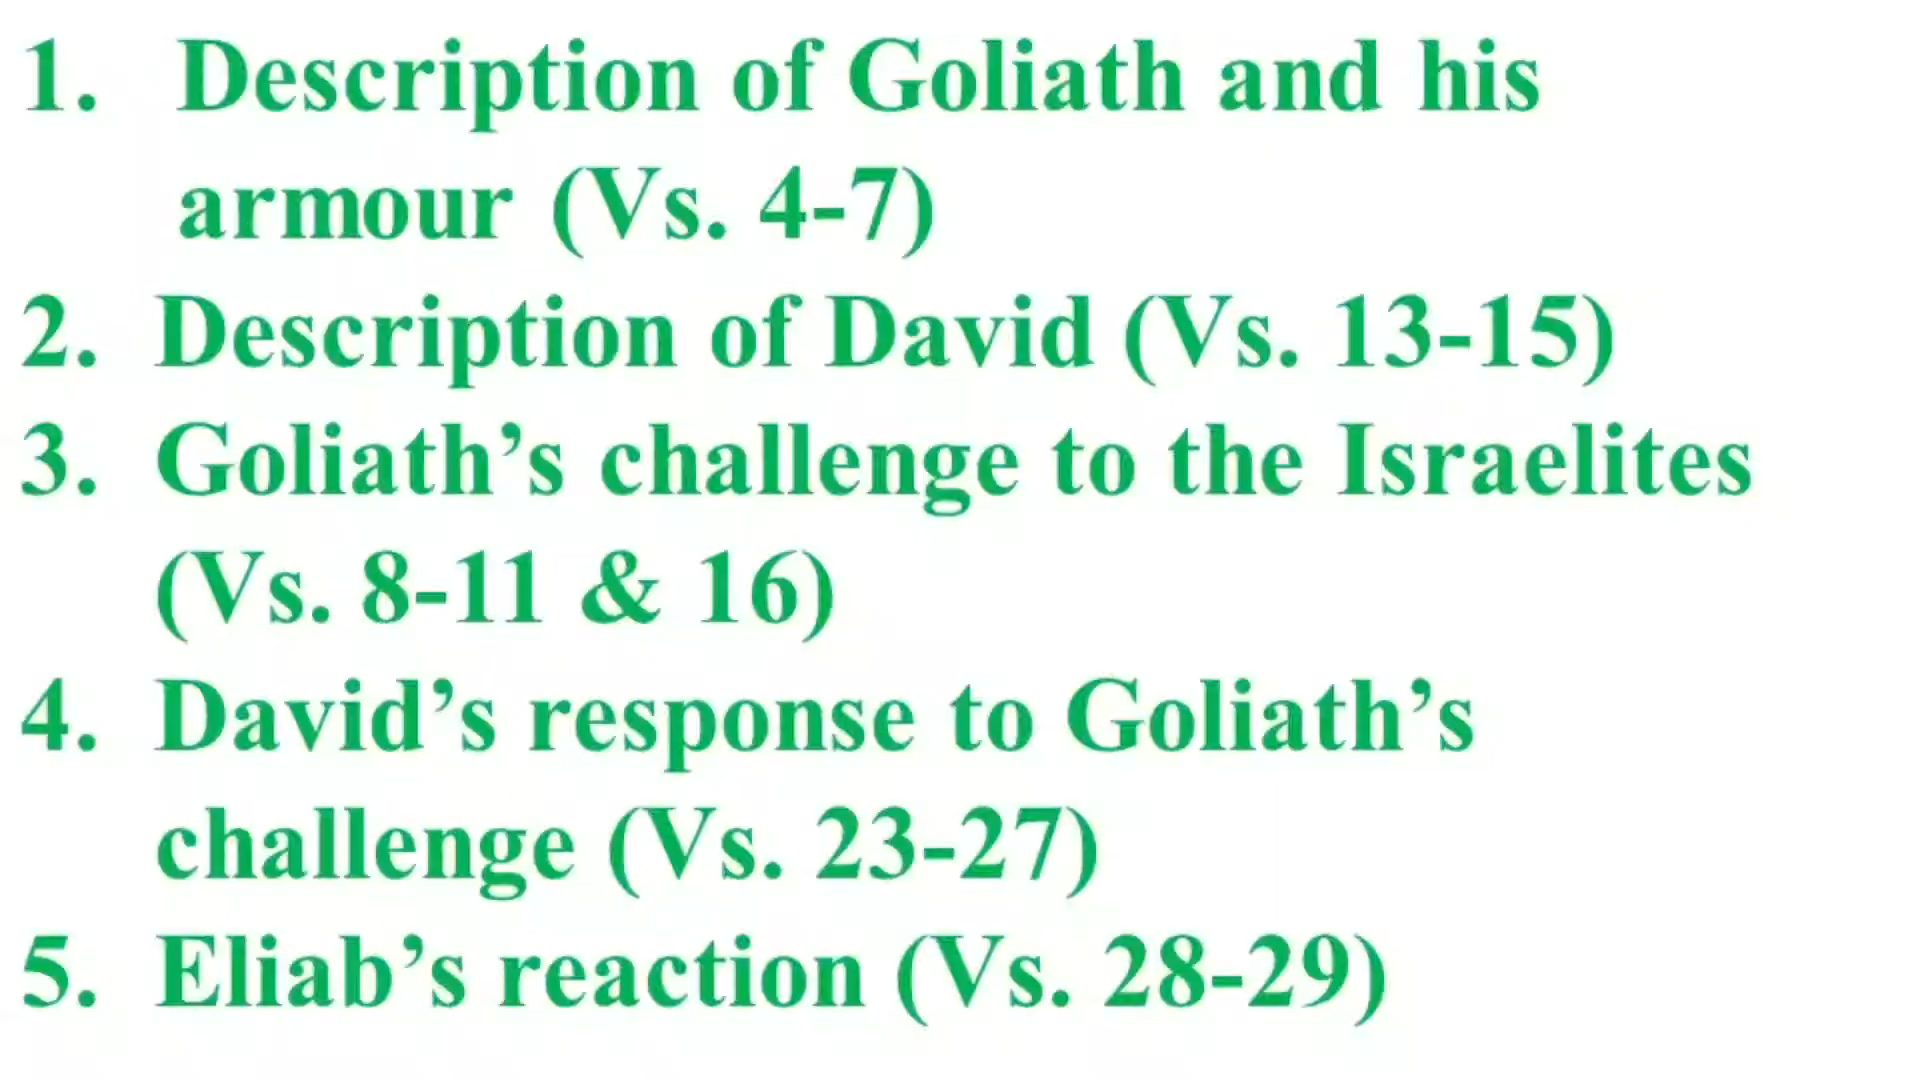 1. Description of Goliath and his
armour (Vs. 4-7)
2. Description of David (Vs. 13-15)
3. Goliath’s challenge to the Israelites
(Vs. 8-11 & 16)
4. David’s response to Goliath’s
challenge (Vs. 23-27)
5. Eliab’s reaction (Vs. 28-29)